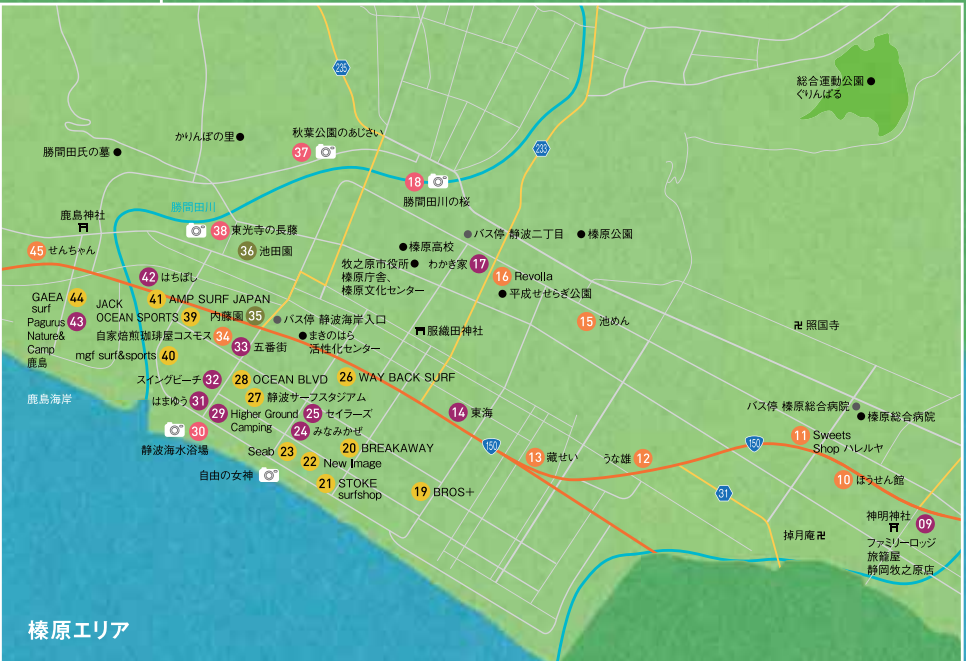 235
総合運動公園
ぐりんぱる
秋葉公園のあじさい
37
かりんぼの里
勝間田氏の墓
233
18
勝間田川の桜
勝間田川
鹿島神社
38 東光寺の長藤
バス停 静波二丁目
榛原公園
45 せんちゃん
36 池田園
榛原高校
牧之原市役所
榛原庁舎、
榛原文化センター
わかき家 17
16 Revolla
平成せせらぎ公園
42 はちぼし
GAEA
surf
44
41 AMP SURF JAPAN
JACK
OCEAN SPORTS 39
内藤園 35
バス停 静波海岸入口
Pagurus
Nature&
Camp
鹿島
43
自家焙煎珈琲屋コスモス 34
まきのはら
活性化センター
服織田神社
15 池めん
照国寺
33 五番街
mgf surf&sports 40
スイングビーチ 32
28 OCEAN BLVD
26 WAY BACK SURF
鹿島海岸
はまゆう 31
27 静波サーフスタジアム
29 Higher Ground
Camping
25 セイラーズ
14 東海
バス停 榛原総合病院
榛原総合病院
30
静波海水浴場
24 みなみかぜ
150
150
11 Sweets
Shop ハレルヤ
Seab 23
20 BREAKAWAY
22 New Image
13 蔵せい
うな雄 12
自由の女神
21 STOKE
surfshop
19 BROS+
31
10 ほうせん館
神明神社
09
ファミリーロッジ
旅籠屋
静岡牧之原店
掉月庵
榛原エリア